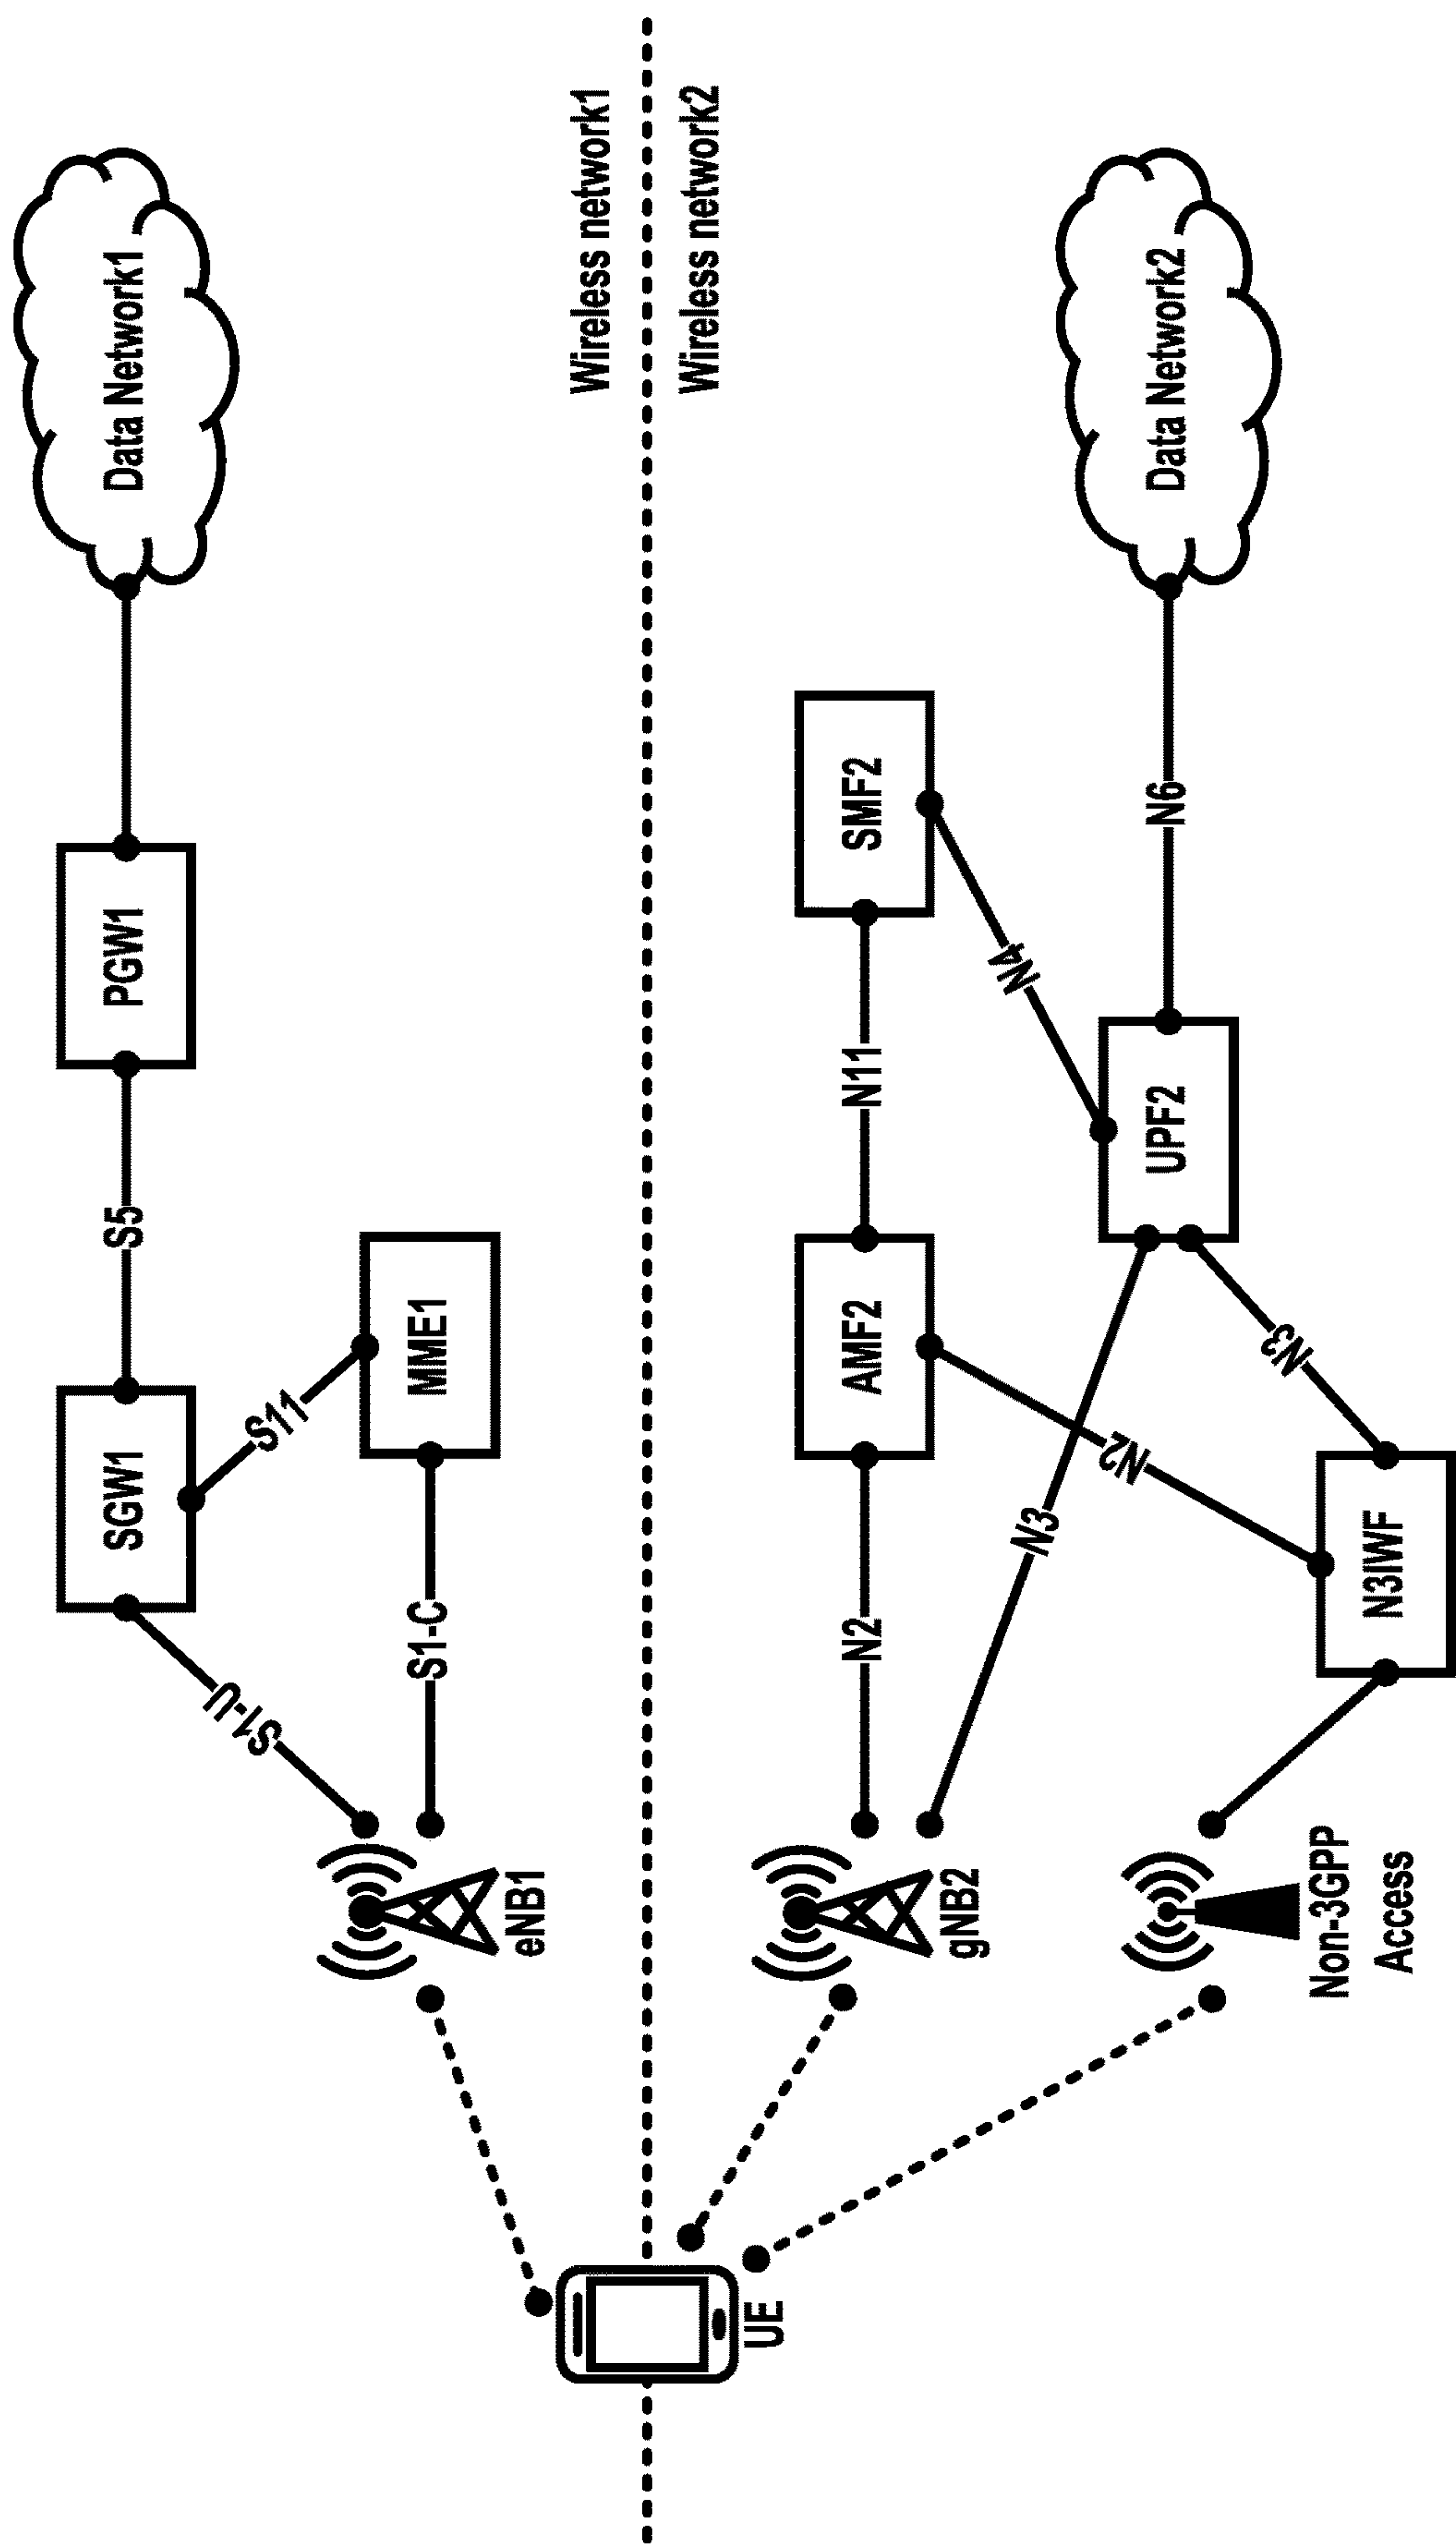 Data Network1
PGW1
S5
SGW1
S11
MME1
S1-U
S1-C
eNB1
Wireless network1
Wireless network2
UE
SMF2
N11
AMF2
N2
gNB2
N4
N3
N2
Data Network2
N6
UPF2
N3
N3IWF
Non-3GPP
Access